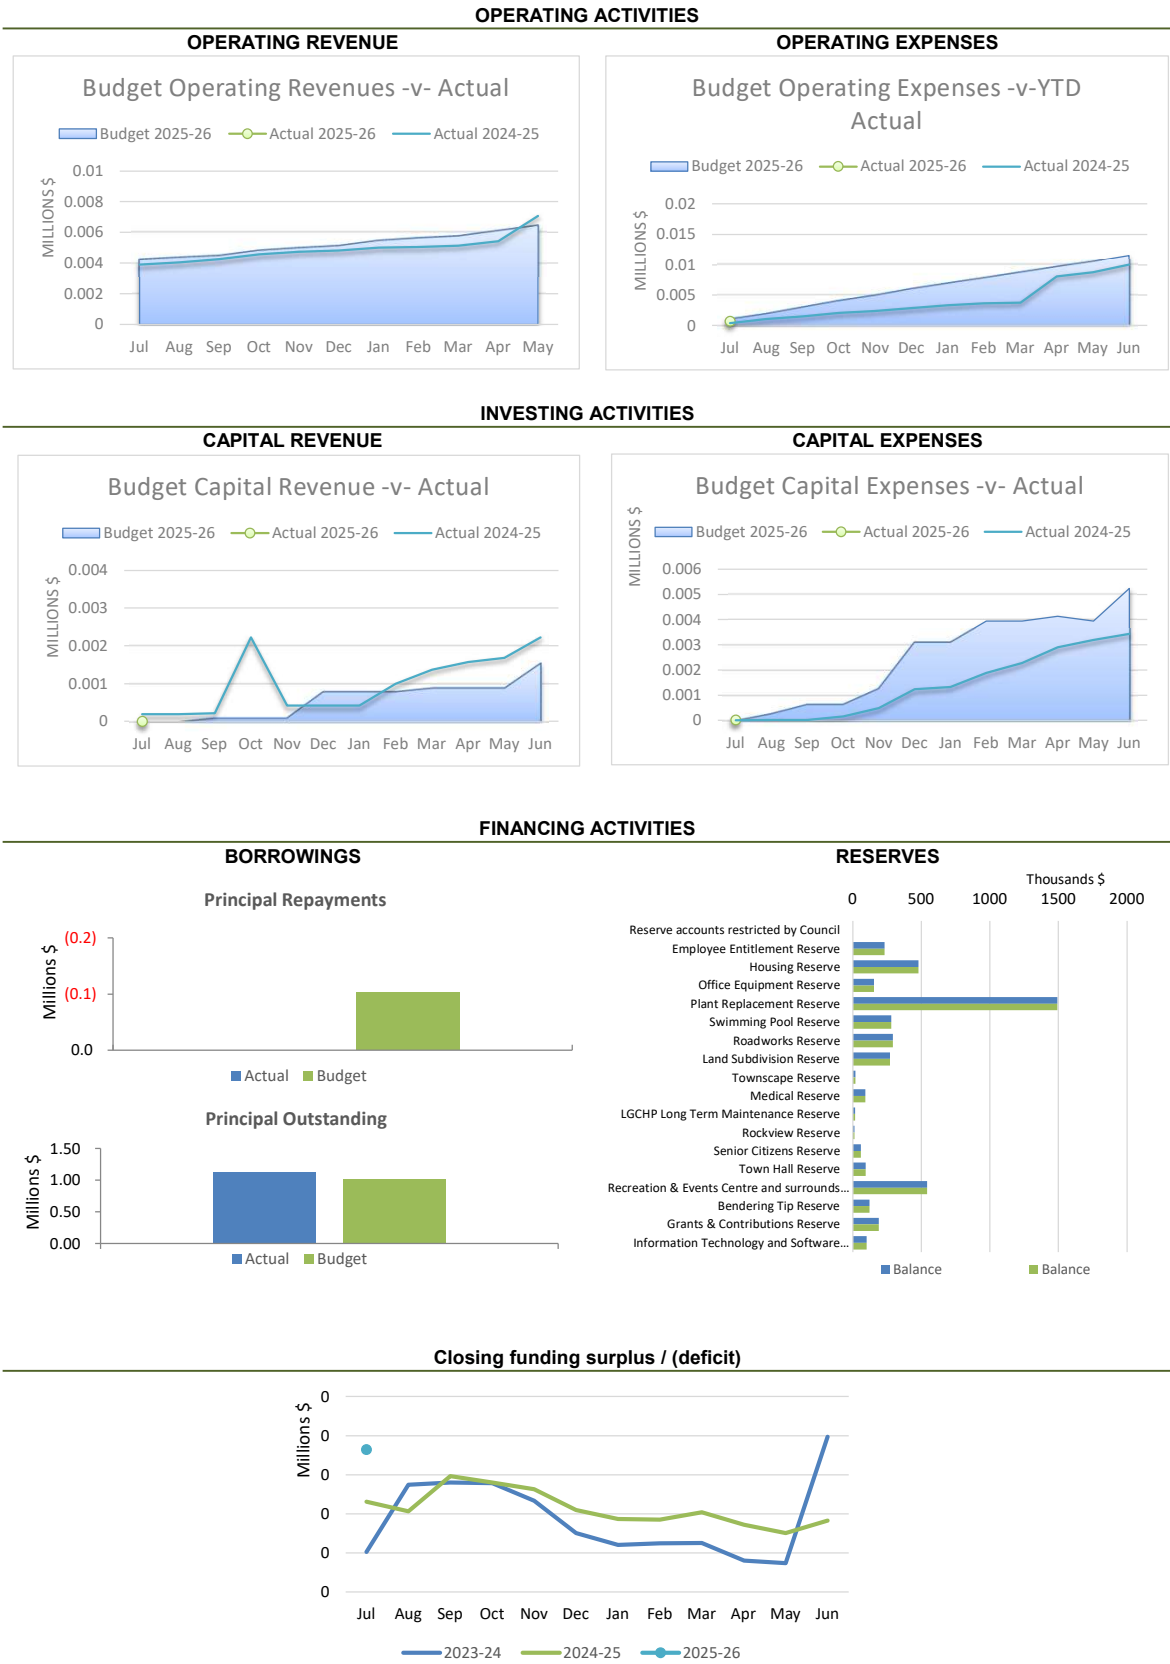 OPERATING ACTIVITIES
OPERATING REVENUE
Budget Operating Revenues -v- Actual
Budget 2025-26 Actual 2025-26 Actual 2024-25
MILLIONS $
0.01
0.008
0.006
0.004
0.002
0
Jul Aug Sep Oct Nov Dec Jan Feb Mar Apr May
OPERATING EXPENSES
Budget Operating Expenses -v-YTD
Actual
Budget 2025-26 Actual 2025-26 Actual 2024-25
MILLIONS $
0.02
0.015
0.01
0.005
0
Jul Aug Sep Oct Nov Dec Jan Feb Mar Apr May Jun
INVESTING ACTIVITIES
CAPITAL REVENUE
Budget Capital Revenue -v- Actual
Budget 2025-26 Actual 2025-26 Actual 2024-25
MILLIONS $
0.004
0.003
0.002
0.001
0
Jul Aug Sep Oct Nov Dec Jan Feb Mar Apr May Jun
CAPITAL EXPENSES
Budget Capital Expenses -v- Actual
Budget 2025-26 Actual 2025-26 Actual 2024-25
MILLIONS $
0.006
0.005
0.004
0.003
0.002
0.001
0
Jul Aug Sep Oct Nov Dec Jan Feb Mar Apr May Jun
FINANCING ACTIVITIES
BORROWINGS
Principal Repayments
Millions $
(0.2)
(0.1)
0.0
Actual Budget
Principal Outstanding
Millions $
1.50
1.00
0.50
0.00
Actual Budget
RESERVES
Thousands $
0 500 1000 1500 2000
Reserve accounts restricted by Council
Employee Entitlement Reserve
Housing Reserve
Office Equipment Reserve
Plant Replacement Reserve
Swimming Pool Reserve
Roadworks Reserve
Land Subdivision Reserve
Townscape Reserve
Medical Reserve
LGCHP Long Term Maintenance Reserve
Rockview Reserve
Senior Citizens Reserve
Town Hall Reserve
Recreation & Events Centre and surrounds...
Bendering Tip Reserve
Grants & Contributions Reserve
Information Technology and Software...
Balance Balance
Closing funding surplus / (deficit)
Millions $
0
0
0
0
0
0
Jul Aug Sep Oct Nov Dec Jan Feb Mar Apr May Jun
2023-24 2024-25 2025-26